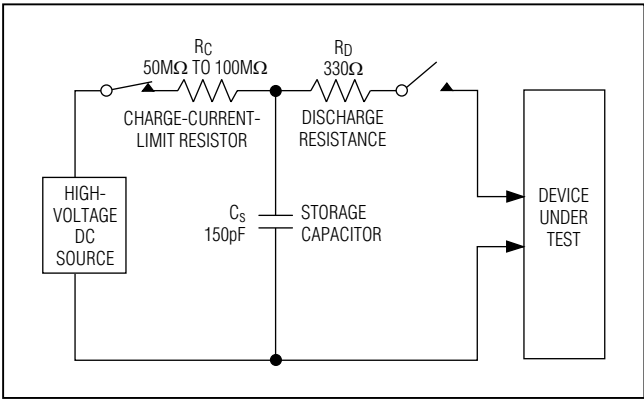 RC
50MΩ TO 100MΩ
CHARGE-CURRENT-
LIMIT RESISTOR
RD
330Ω
DISCHARGE
RESISTANCE
HIGH-
VOLTAGE
DC
SOURCE
Cs
150pF
STORAGE
CAPACITOR
DEVICE
UNDER
TEST